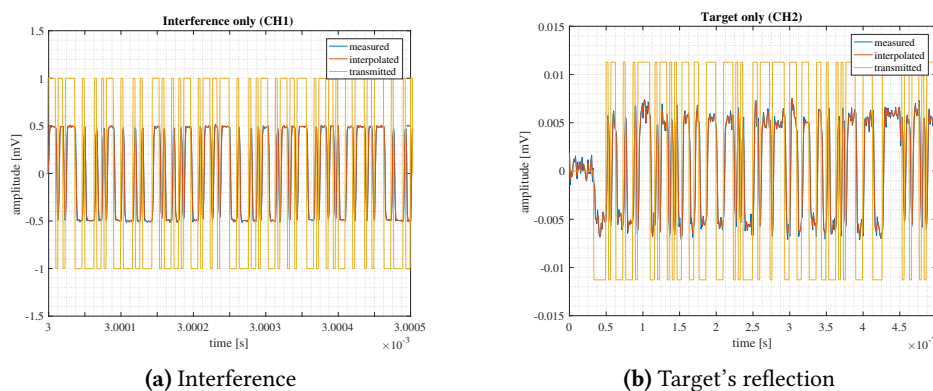 Interference only (CH1)
1.5
1
0.5
0
-0.5
-1
-1.5
amplitude [mV]
measured
interpolated
transmitted
3
3.0001
3.0002
3.0003
3.0004
3.0005
time [s]
×10⁻³
(a) Interference
Target only (CH2)
0.015
0.01
0.005
0
-0.005
-0.01
-0.015
amplitude [mV]
measured
interpolated
transmitted
0
0.5
1
1.5
2
2.5
3
3.5
4
4.5
time [s]
×10
(b) Target's reflection